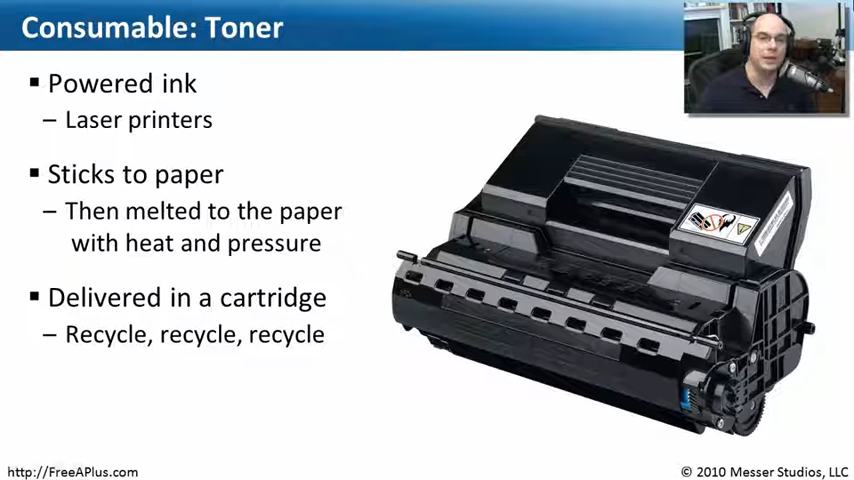 Consumable: Toner
▪ Powered ink
– Laser printers
▪ Sticks to paper
– Then melted to the paper
with heat and pressure
▪ Delivered in a cartridge
– Recycle, recycle, recycle
http://FreeAPlus.com
© 2010 Messer Studios, LLC